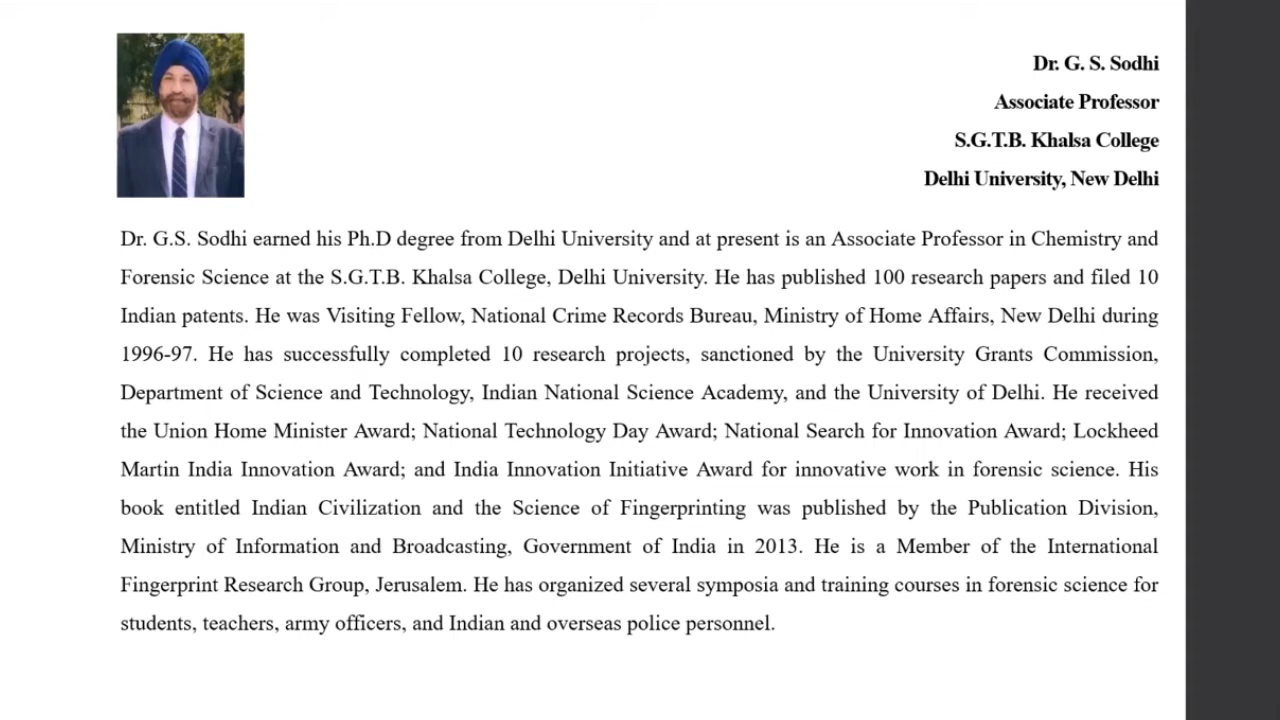 Dr. G. S. Sodhi
Associate Professor
S.G.T.B. Khalsa College
Delhi University, New Delhi
Dr. G.S. Sodhi earned his Ph.D degree from Delhi University and at present is an Associate Professor in Chemistry and
Forensic Science at the S.G.T.B. Khalsa College, Delhi University. He has published 100 research papers and filed 10
Indian patents. He was Visiting Fellow, National Crime Records Bureau, Ministry of Home Affairs, New Delhi during
1996-97. He has successfully completed 10 research projects, sanctioned by the University Grants Commission,
Department of Science and Technology, Indian National Science Academy, and the University of Delhi. He received
the Union Home Minister Award; National Technology Day Award; National Search for Innovation Award; Lockheed
Martin India Innovation Award; and India Innovation Initiative Award for innovative work in forensic science. His
book entitled Indian Civilization and the Science of Fingerprinting was published by the Publication Division,
Ministry of Information and Broadcasting, Government of India in 2013. He is a Member of the International
Fingerprint Research Group, Jerusalem. He has organized several symposia and training courses in forensic science for
students, teachers, army officers, and Indian and overseas police personnel.